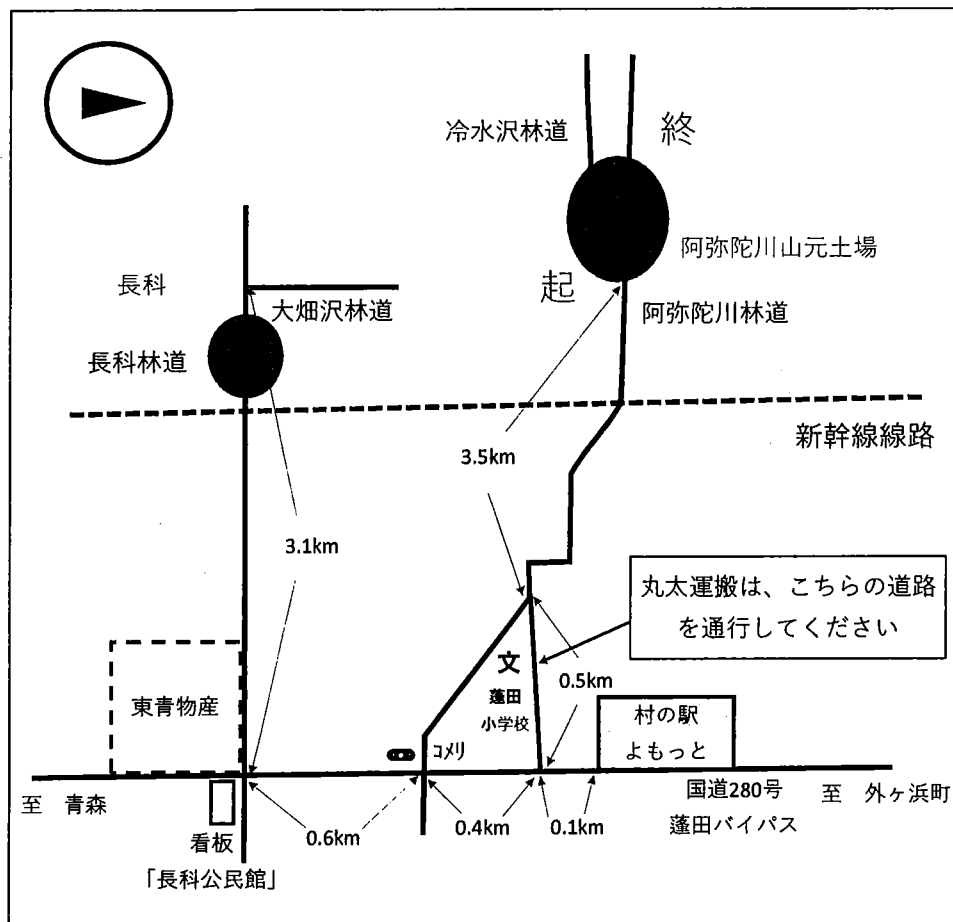 冷水沢林道
終
阿弥陀川山元土場
起
長科
大畑沢林道
阿弥陀川林道
長科林道
新幹線線路
3.5km
3.1km
丸太運搬は、こちらの道路
を通行してください
文
蓬田
小学校
0.5km
東青物産
村の駅
よもっと
コメリ
至 青森
国道280号
至 外ヶ浜町
蓬田バイパス
看板
0.6km
0.4km
0.1km
「長科公民館」